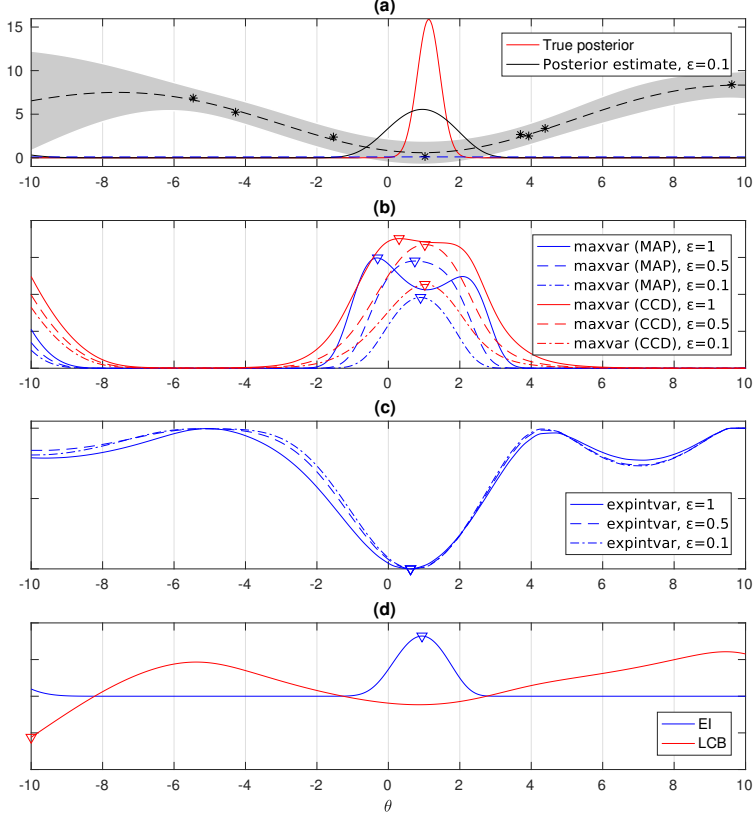 (a)
15
10
5
0
True posterior
Posterior estimate, ε=0.1
-10 -8 -6 -4 -2 0 2 4 6 8 10
(b)
maxvar (MAP), ε=1
maxvar (MAP), ε=0.5
maxvar (MAP), ε=0.1
maxvar (CCD), ε=1
maxvar (CCD), ε=0.5
maxvar (CCD), ε=0.1
-10 -8 -6 -4 -2 0 2 4 6 8 10
(c)
expintvar, ε=1
expintvar, ε=0.5
expintvar, ε=0.1
-10 -8 -6 -4 -2 0 2 4 6 8 10
(d)
EI
LCB
-10 -8 -6 -4 -2 0 2 4 6 8 10
θ